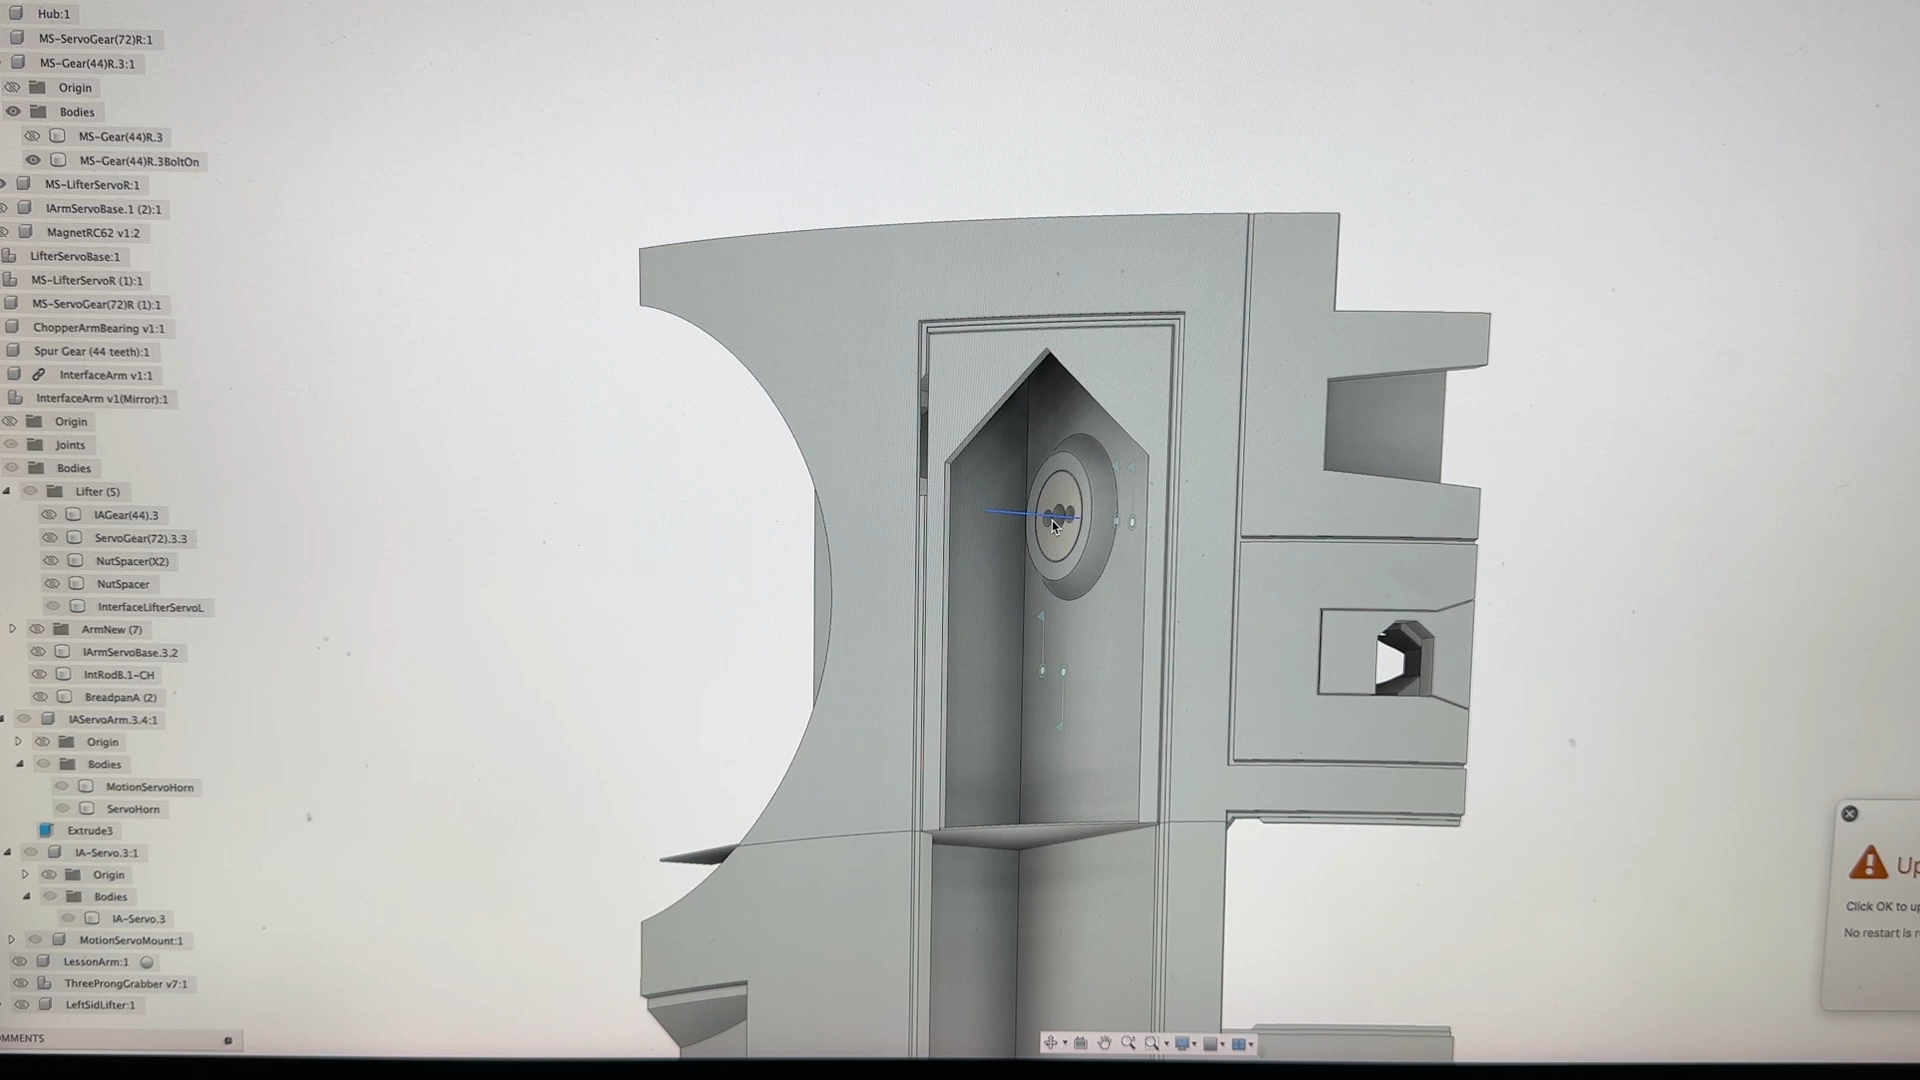 Hub:1
MS-ServoGear(72)R:1
MS-Gear(44)R.3:1
Origin
Bodies
MS-Gear(44)R.3
MS-Gear(44)R.3BoltOn
MS-LifterServoR:1
IArmServoBase.1 (2):1
MagnetRC62 v1:2
LifterServoBase:1
MS-LifterServoR (1):1
MS-ServoGear(72)R (1):1
ChopperArmBearing v1:1
Spur Gear (44 teeth):1
InterfaceArm v1:1
InterfaceArm v1(Mirror):1
Origin
Joints
Bodies
Lifter (5)
IAGear(44).3
ServoGear(72).3.3
NutSpacer(X2)
NutSpacer
InterfaceLifterServoL
ArmNew (7)
IArmServoBase.3.2
IntRodB.1-CH
BreadpanA (2)
IAServoArm.3.4:1
Origin
Bodies
MotionServoHorn
ServoHorn
Extrude3
IA-Servo.3:1
Origin
Bodies
IA-Servo.3
MotionServoMount:1
LessonArm:1
ThreeProngGrabber v7:1
LeftSidLifter:1
OMMENTS
Up
Click OK to up
No restart is r